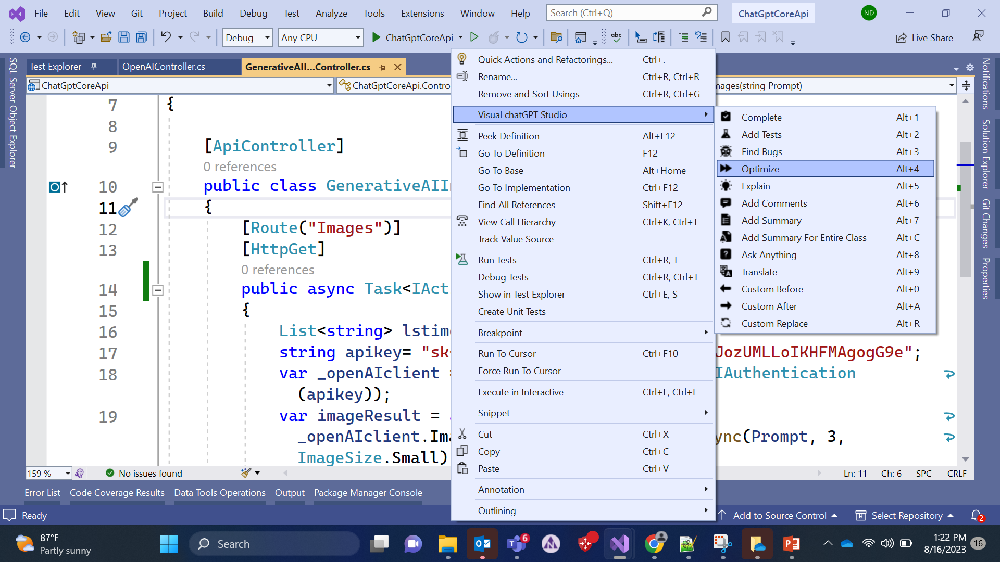 File Edit View Git Project Build Debug Test Analyze Tools Extensions Window Help Search (Ctrl+Q) ChatGptCoreApi ND
Debug Any CPU ChatGptCoreApi abc Live Share
Test Explorer OpenAIController.cs GenerativeAII...Controller.cs
ChatGptCoreApi ChatGptCoreApi.Contro mages(string Prompt)
SQL Server Object Explorer
Notifications
Solution Explorer
Git Changes
Properties
7 {
8
9 [ApiController]
0 references
10 public class GenerativeAII
11 {
12 [Route("Images")]
13 [HttpGet]
0 references
14 public async Task<IAct
15 {
16 List<string> lstim
17 string apikey= "sk JozUMLLoIKHFMAgogG9e";
18 var _openAIclient = IAuthentication
(apikey));
19 var imageResult =
_openAIclient.Ima ync(Prompt, 3,
ImageSize.Small)
Quick Actions and Refactorings... Ctrl+.
Rename... Ctrl+R, Ctrl+R
Remove and Sort Usings Ctrl+R, Ctrl+G
Visual chatGPT Studio
Peek Definition Alt+F12
Go To Definition F12
Go To Base Alt+Home
Go To Implementation Ctrl+F12
Find All References Shift+F12
View Call Hierarchy Ctrl+K, Ctrl+T
Track Value Source
Run Tests Ctrl+R, T
Debug Tests Ctrl+R, Ctrl+T
Show in Test Explorer Ctrl+E, S
Create Unit Tests
Breakpoint
Run To Cursor Ctrl+F10
Force Run To Cursor
Execute in Interactive Ctrl+E, Ctrl+E
Snippet
Cut Ctrl+X
Copy Ctrl+C
Paste Ctrl+V
Annotation
Outlining
Complete Alt+1
Add Tests Alt+2
Find Bugs Alt+3
Optimize Alt+4
Explain Alt+5
Add Comments Alt+6
Add Summary Alt+7
Add Summary For Entire Class Alt+C
Ask Anything Alt+8
Translate Alt+9
Custom Before Alt+0
Custom After Alt+A
Custom Replace Alt+R
159 % No issues found Ln: 11 Ch: 6 SPC CRLF
Error List Code Coverage Results Data Tools Operations Output Package Manager Console
Ready Add to Source Control Select Repository 2
87°F
Partly sunny
Search
6
1:22 PM
8/16/2023
16